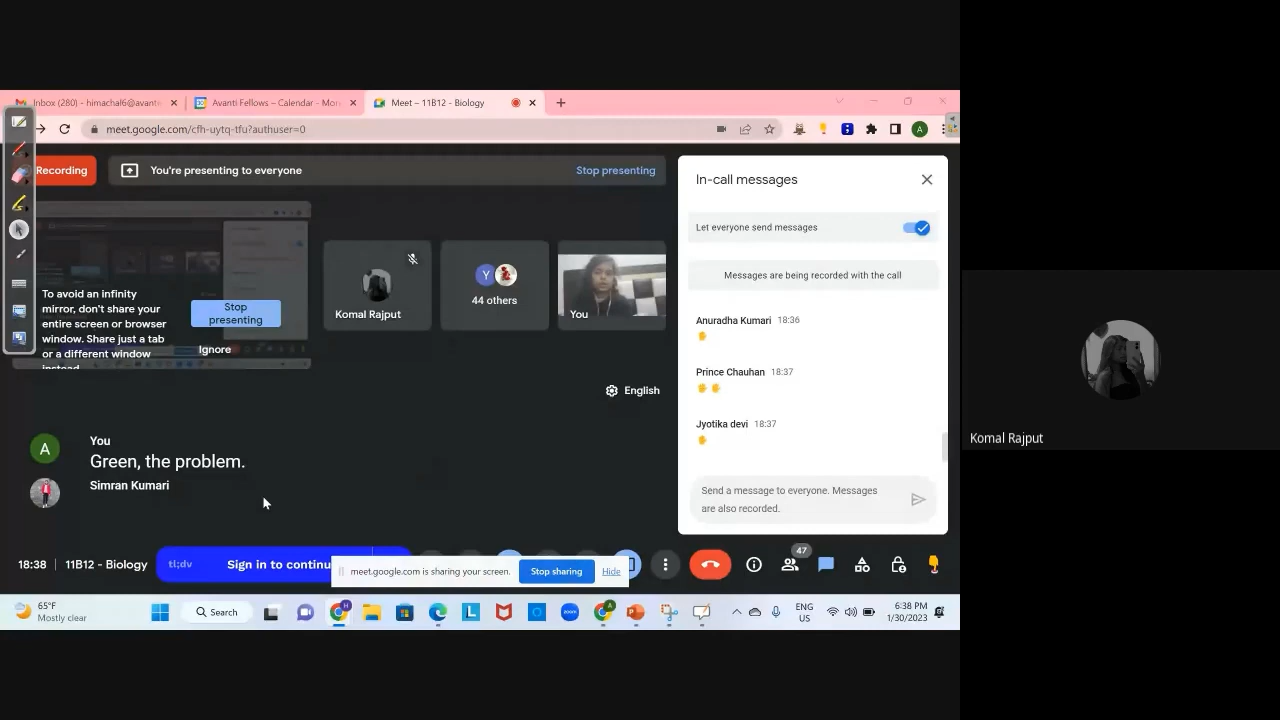 Inbox (280) - himachal6@avanti
Avanti Fellows – Calendar - Mon
Meet – 11B12 - Biology
meet.google.com/cfh-uytq-tfu?authuser=0
A
Recording
You're presenting to everyone
Stop presenting
To avoid an infinity
mirror, don't share your
entire screen or browser
window. Share just a tab
or a different window
instead.
Stop
presenting
Ignore
Komal Rajput
Y
44 others
You
English
A
You
Green, the problem.
Simran Kumari
In-call messages
Let everyone send messages
Messages are being recorded with the call
Anuradha Kumari 18:36
Prince Chauhan 18:37
Jyotika devi 18:37
Send a message to everyone. Messages
are also recorded.
18:38 | 11B12 - Biology
tl;dv
Sign in to continu
meet.google.com is sharing your screen.
Stop sharing
Hide
47
65°F
Mostly clear
Search
H
L
zoom
A
ENG
US
6:38 PM
1/30/2023
Komal Rajput